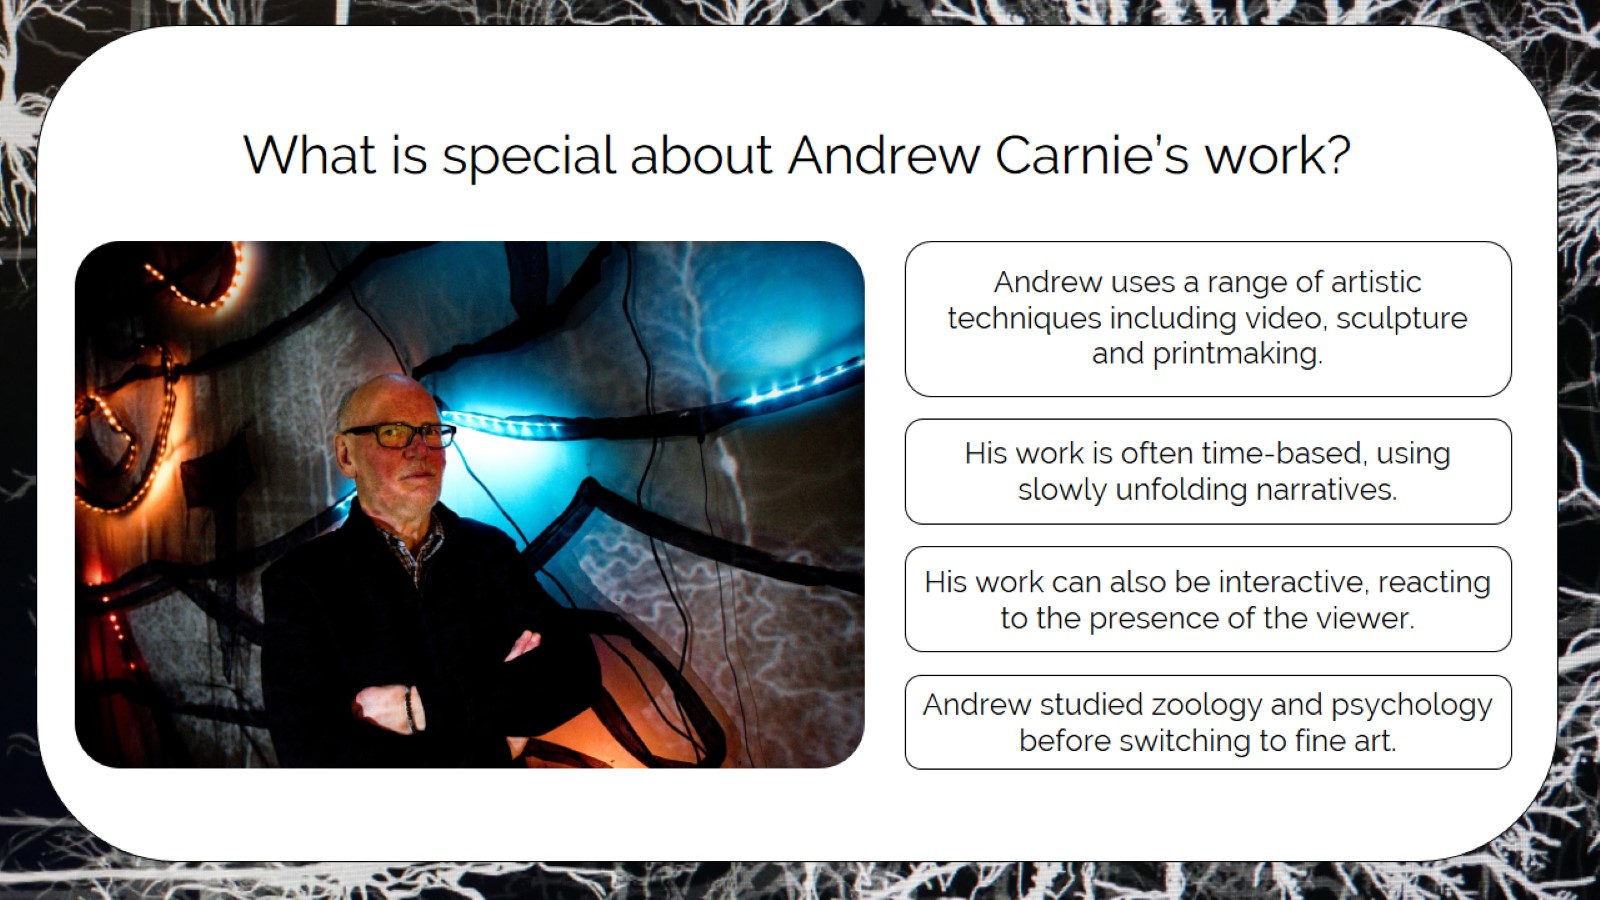 What is special about Andrew Carnie’s work?
Andrew uses a range of artistic
techniques including video, sculpture
and printmaking.
His work is often time-based, using
slowly unfolding narratives.
His work can also be interactive, reacting
to the presence of the viewer.
Andrew studied zoology and psychology
before switching to fine art.